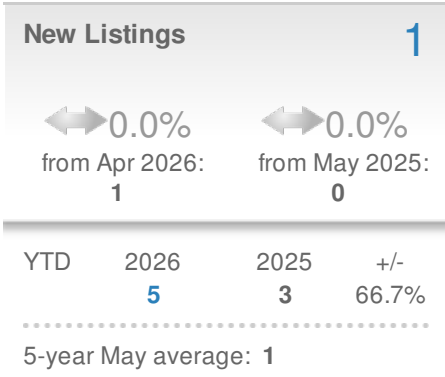 New Listings 1
0.0% 0.0%
from Apr 2026: from May 2025:
1 0
YTD 2026 2025 +/-
5 3 66.7%
5-year May average: 1